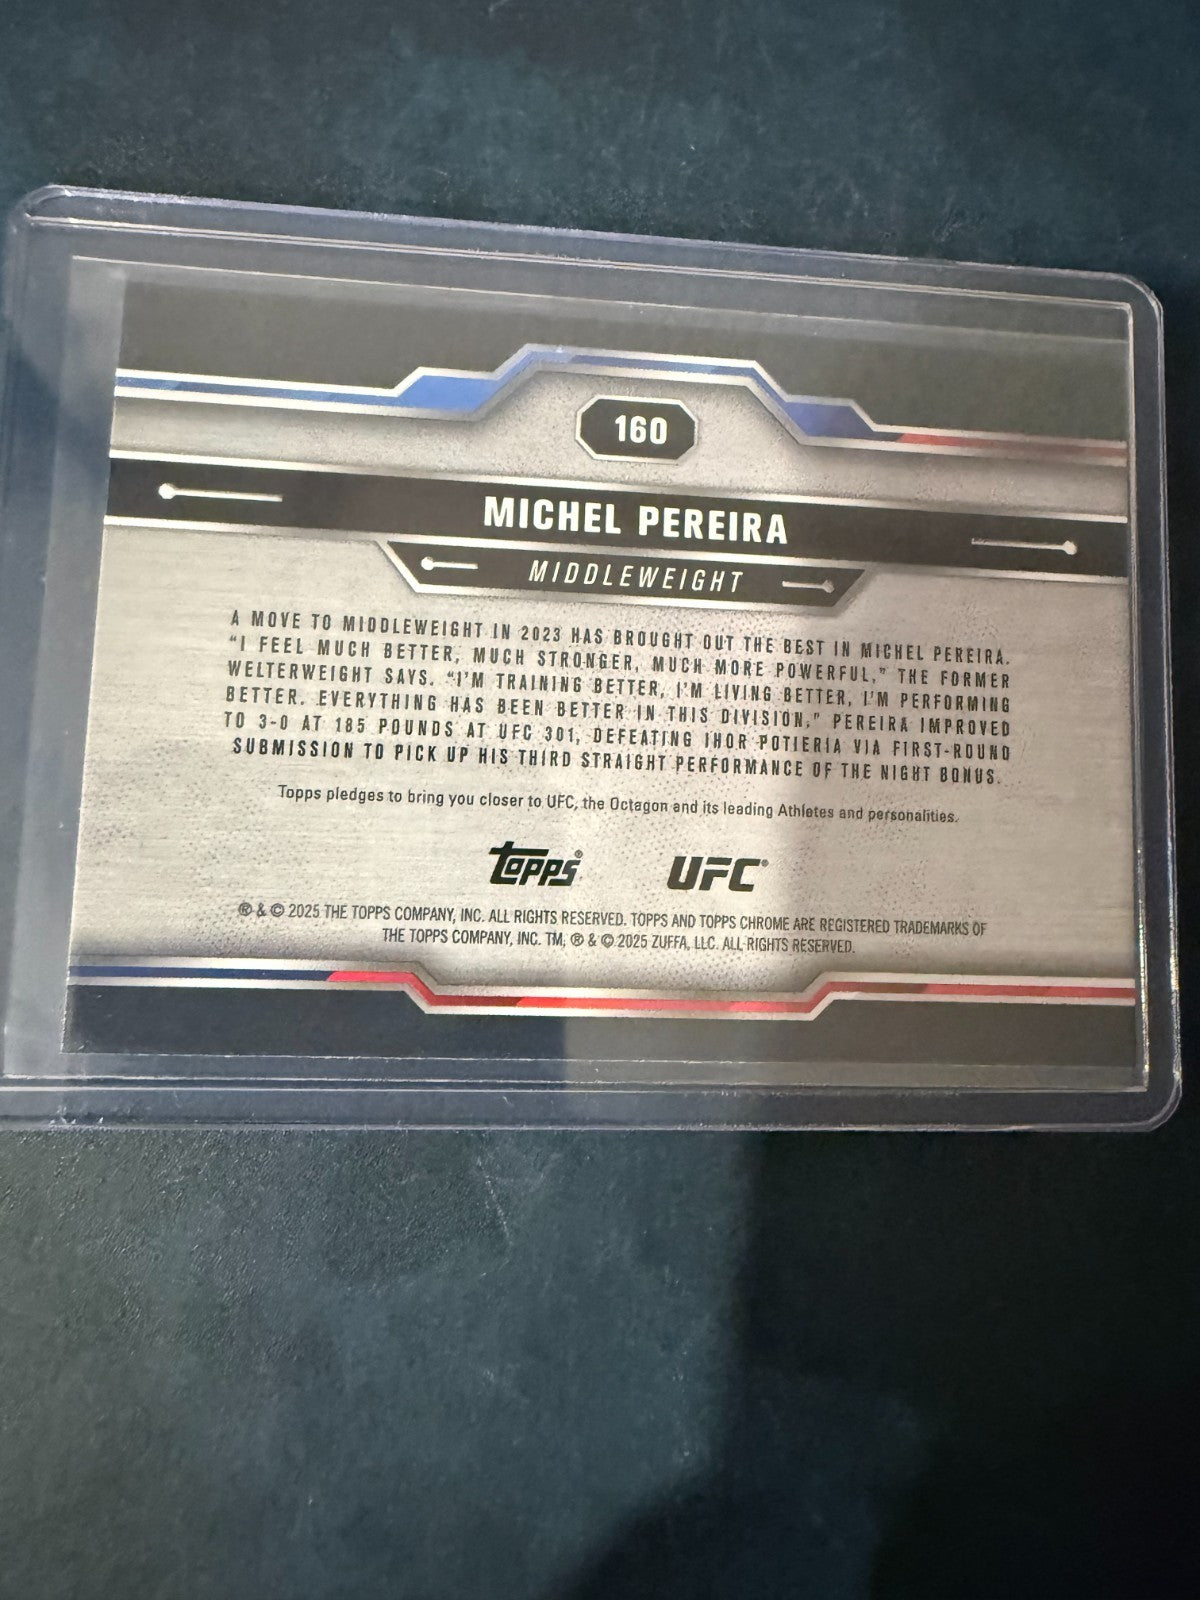 160
MICHEL PEREIRA
MIDDLEWEIGHT
A MOVE TO MIDDLEWEIGHT IN 2023 HAS BROUGHT OUT THE BEST IN MICHEL PEREIRA.
"I FEEL MUCH BETTER, MUCH STRONGER, MUCH MORE POWERFUL," THE FORMER
WELTERWEIGHT SAYS. "I'M TRAINING BETTER, I'M LIVING BETTER, I'M PERFORMING
BETTER. EVERYTHING HAS BEEN BETTER IN THIS DIVISION." PEREIRA IMPROVED
TO 3-0 AT 185 POUNDS AT UFC 301, DEFEATING IHOR POTIERIA VIA FIRST-ROUND
SUBMISSION TO PICK UP HIS THIRD STRAIGHT PERFORMANCE OF THE NIGHT BONUS.
Topps pledges to bring you closer to UFC, the Octagon and its leading Athletes and personalities.
Topps® UFC®
® & © 2025 THE TOPPS COMPANY, INC. ALL RIGHTS RESERVED. TOPPS AND TOPPS CHROME ARE REGISTERED TRADEMARKS OF
THE TOPPS COMPANY, INC. TM, ® & © 2025 ZUFFA, LLC. ALL RIGHTS RESERVED.